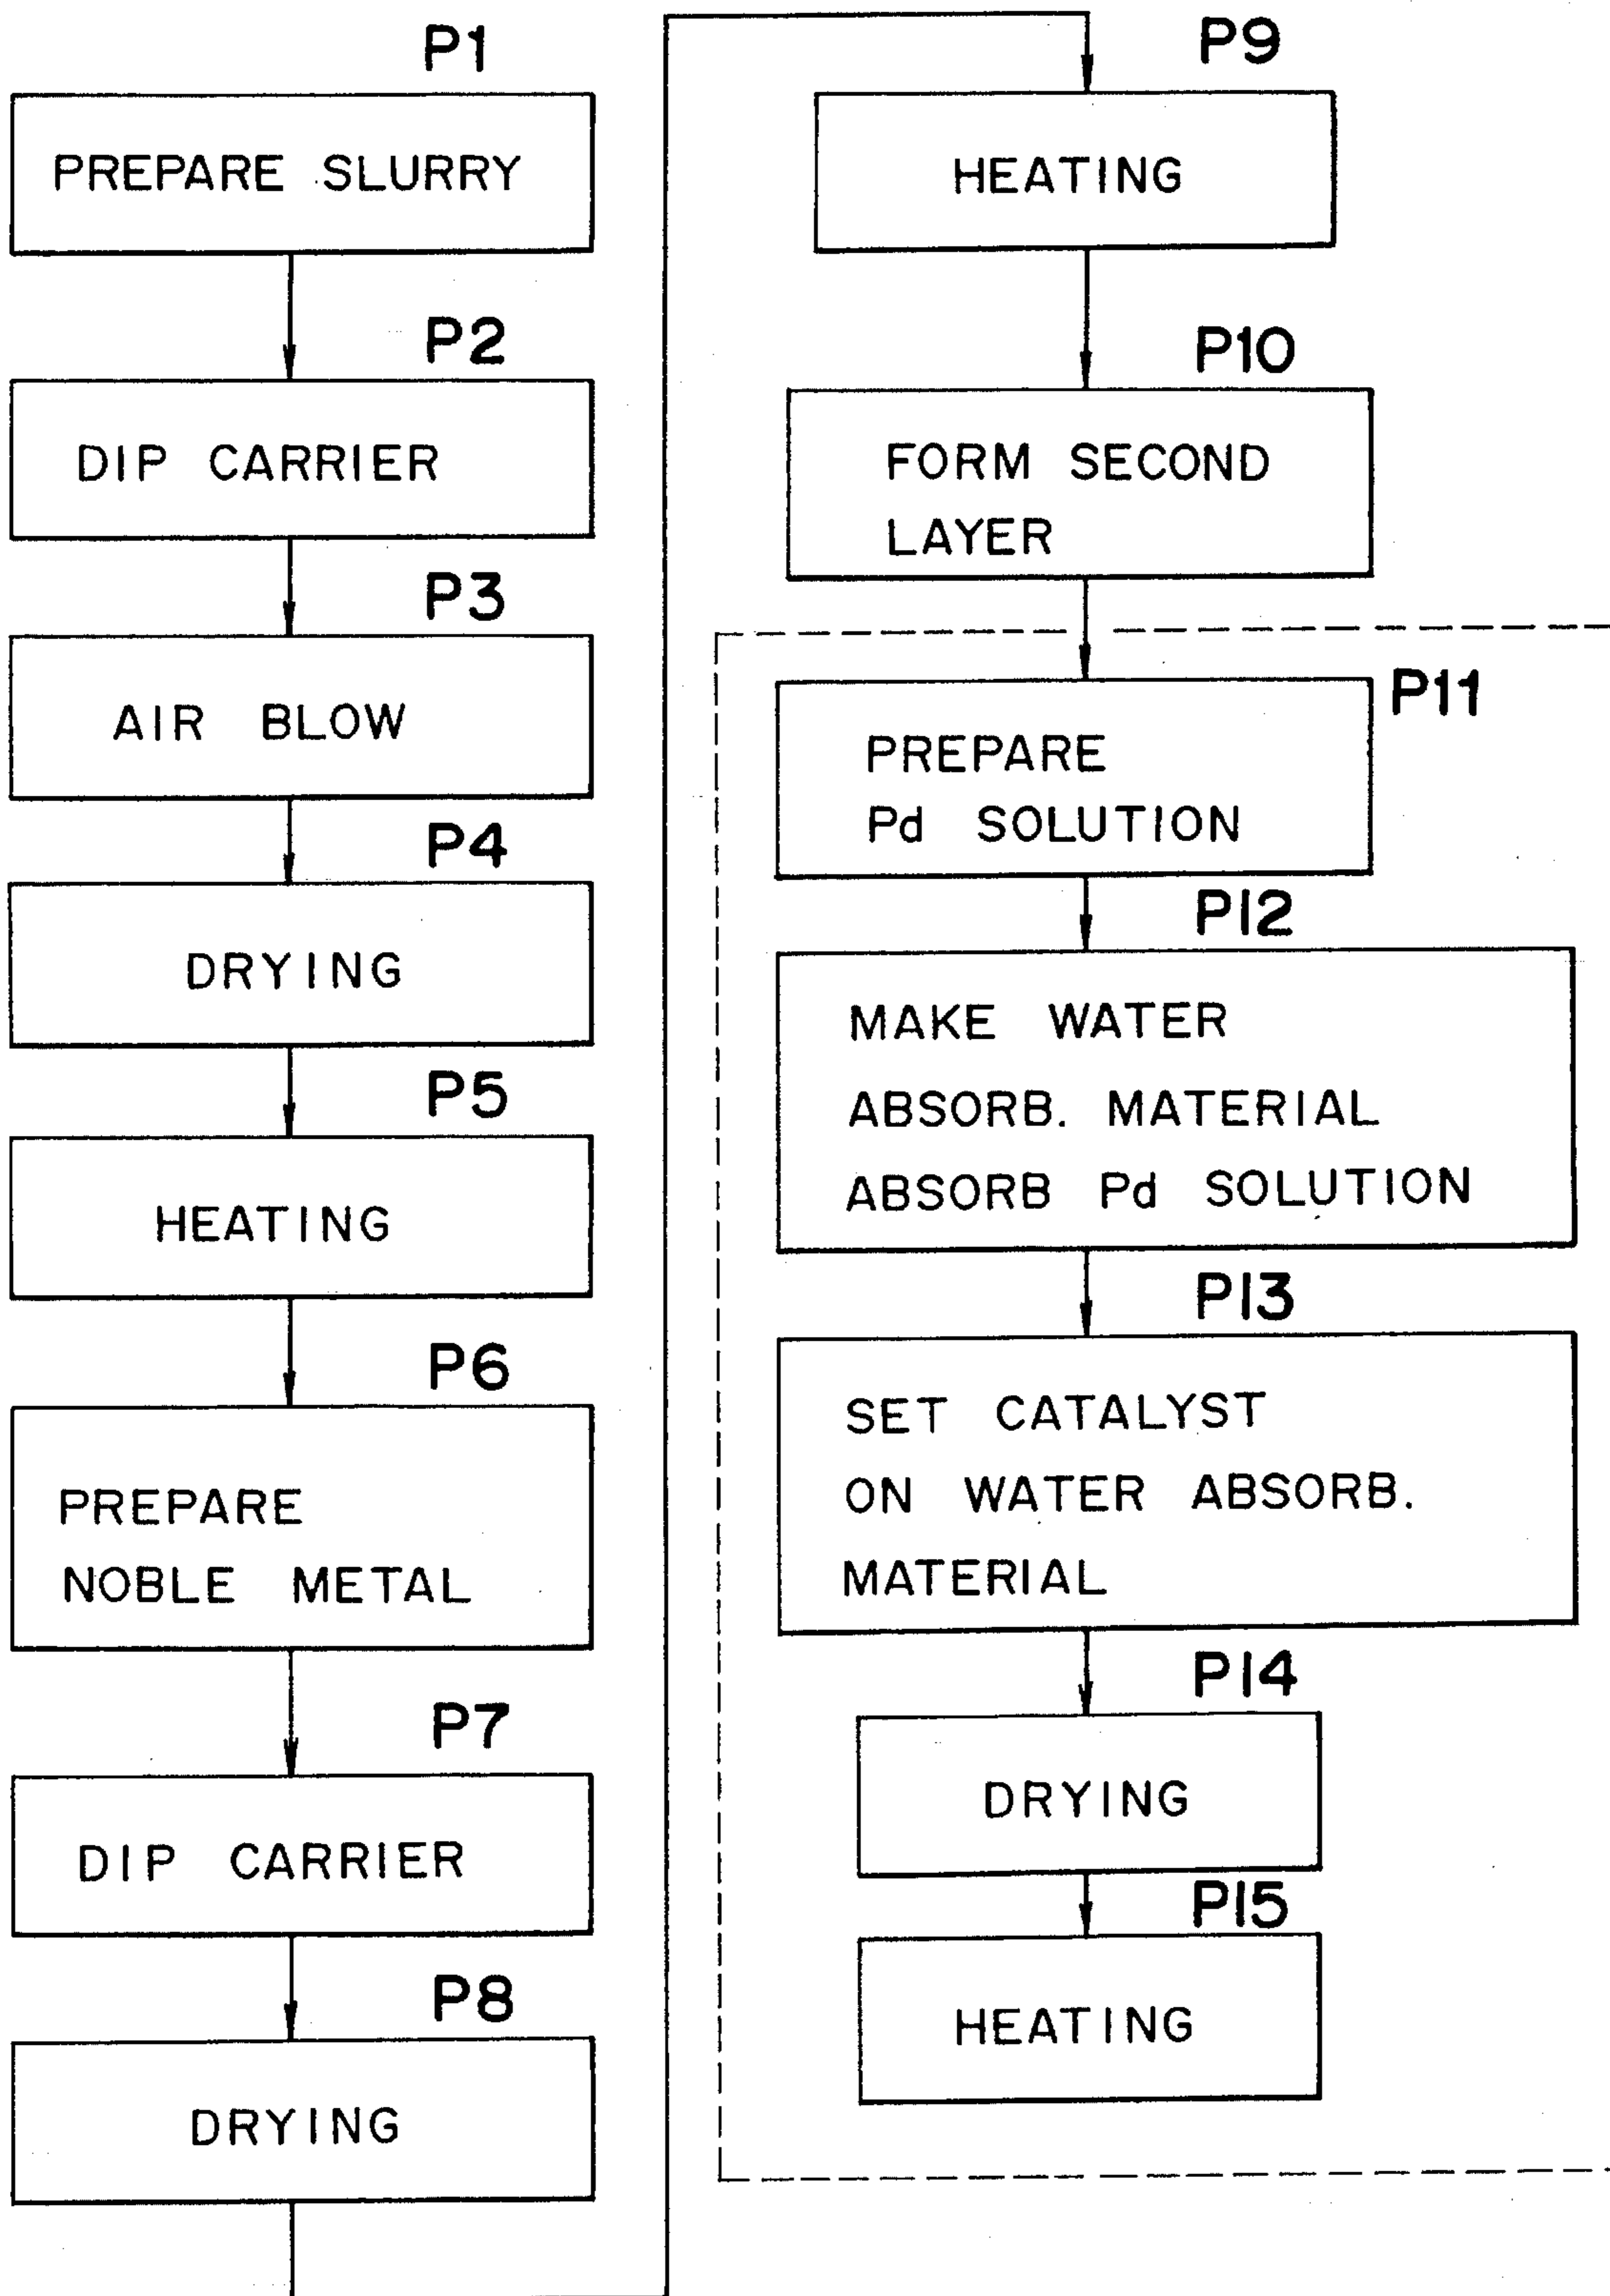 P1
PREPARE SLURRY
P2
DIP CARRIER
P3
AIR BLOW
P4
DRYING
P5
HEATING
P6
PREPARE
NOBLE METAL
P7
DIP CARRIER
P8
DRYING
P9
HEATING
P10
FORM SECOND
LAYER
P11
PREPARE
Pd SOLUTION
P12
MAKE WATER
ABSORB. MATERIAL
ABSORB Pd SOLUTION
P13
SET CATALYST
ON WATER ABSORB.
MATERIAL
P14
DRYING
P15
HEATING